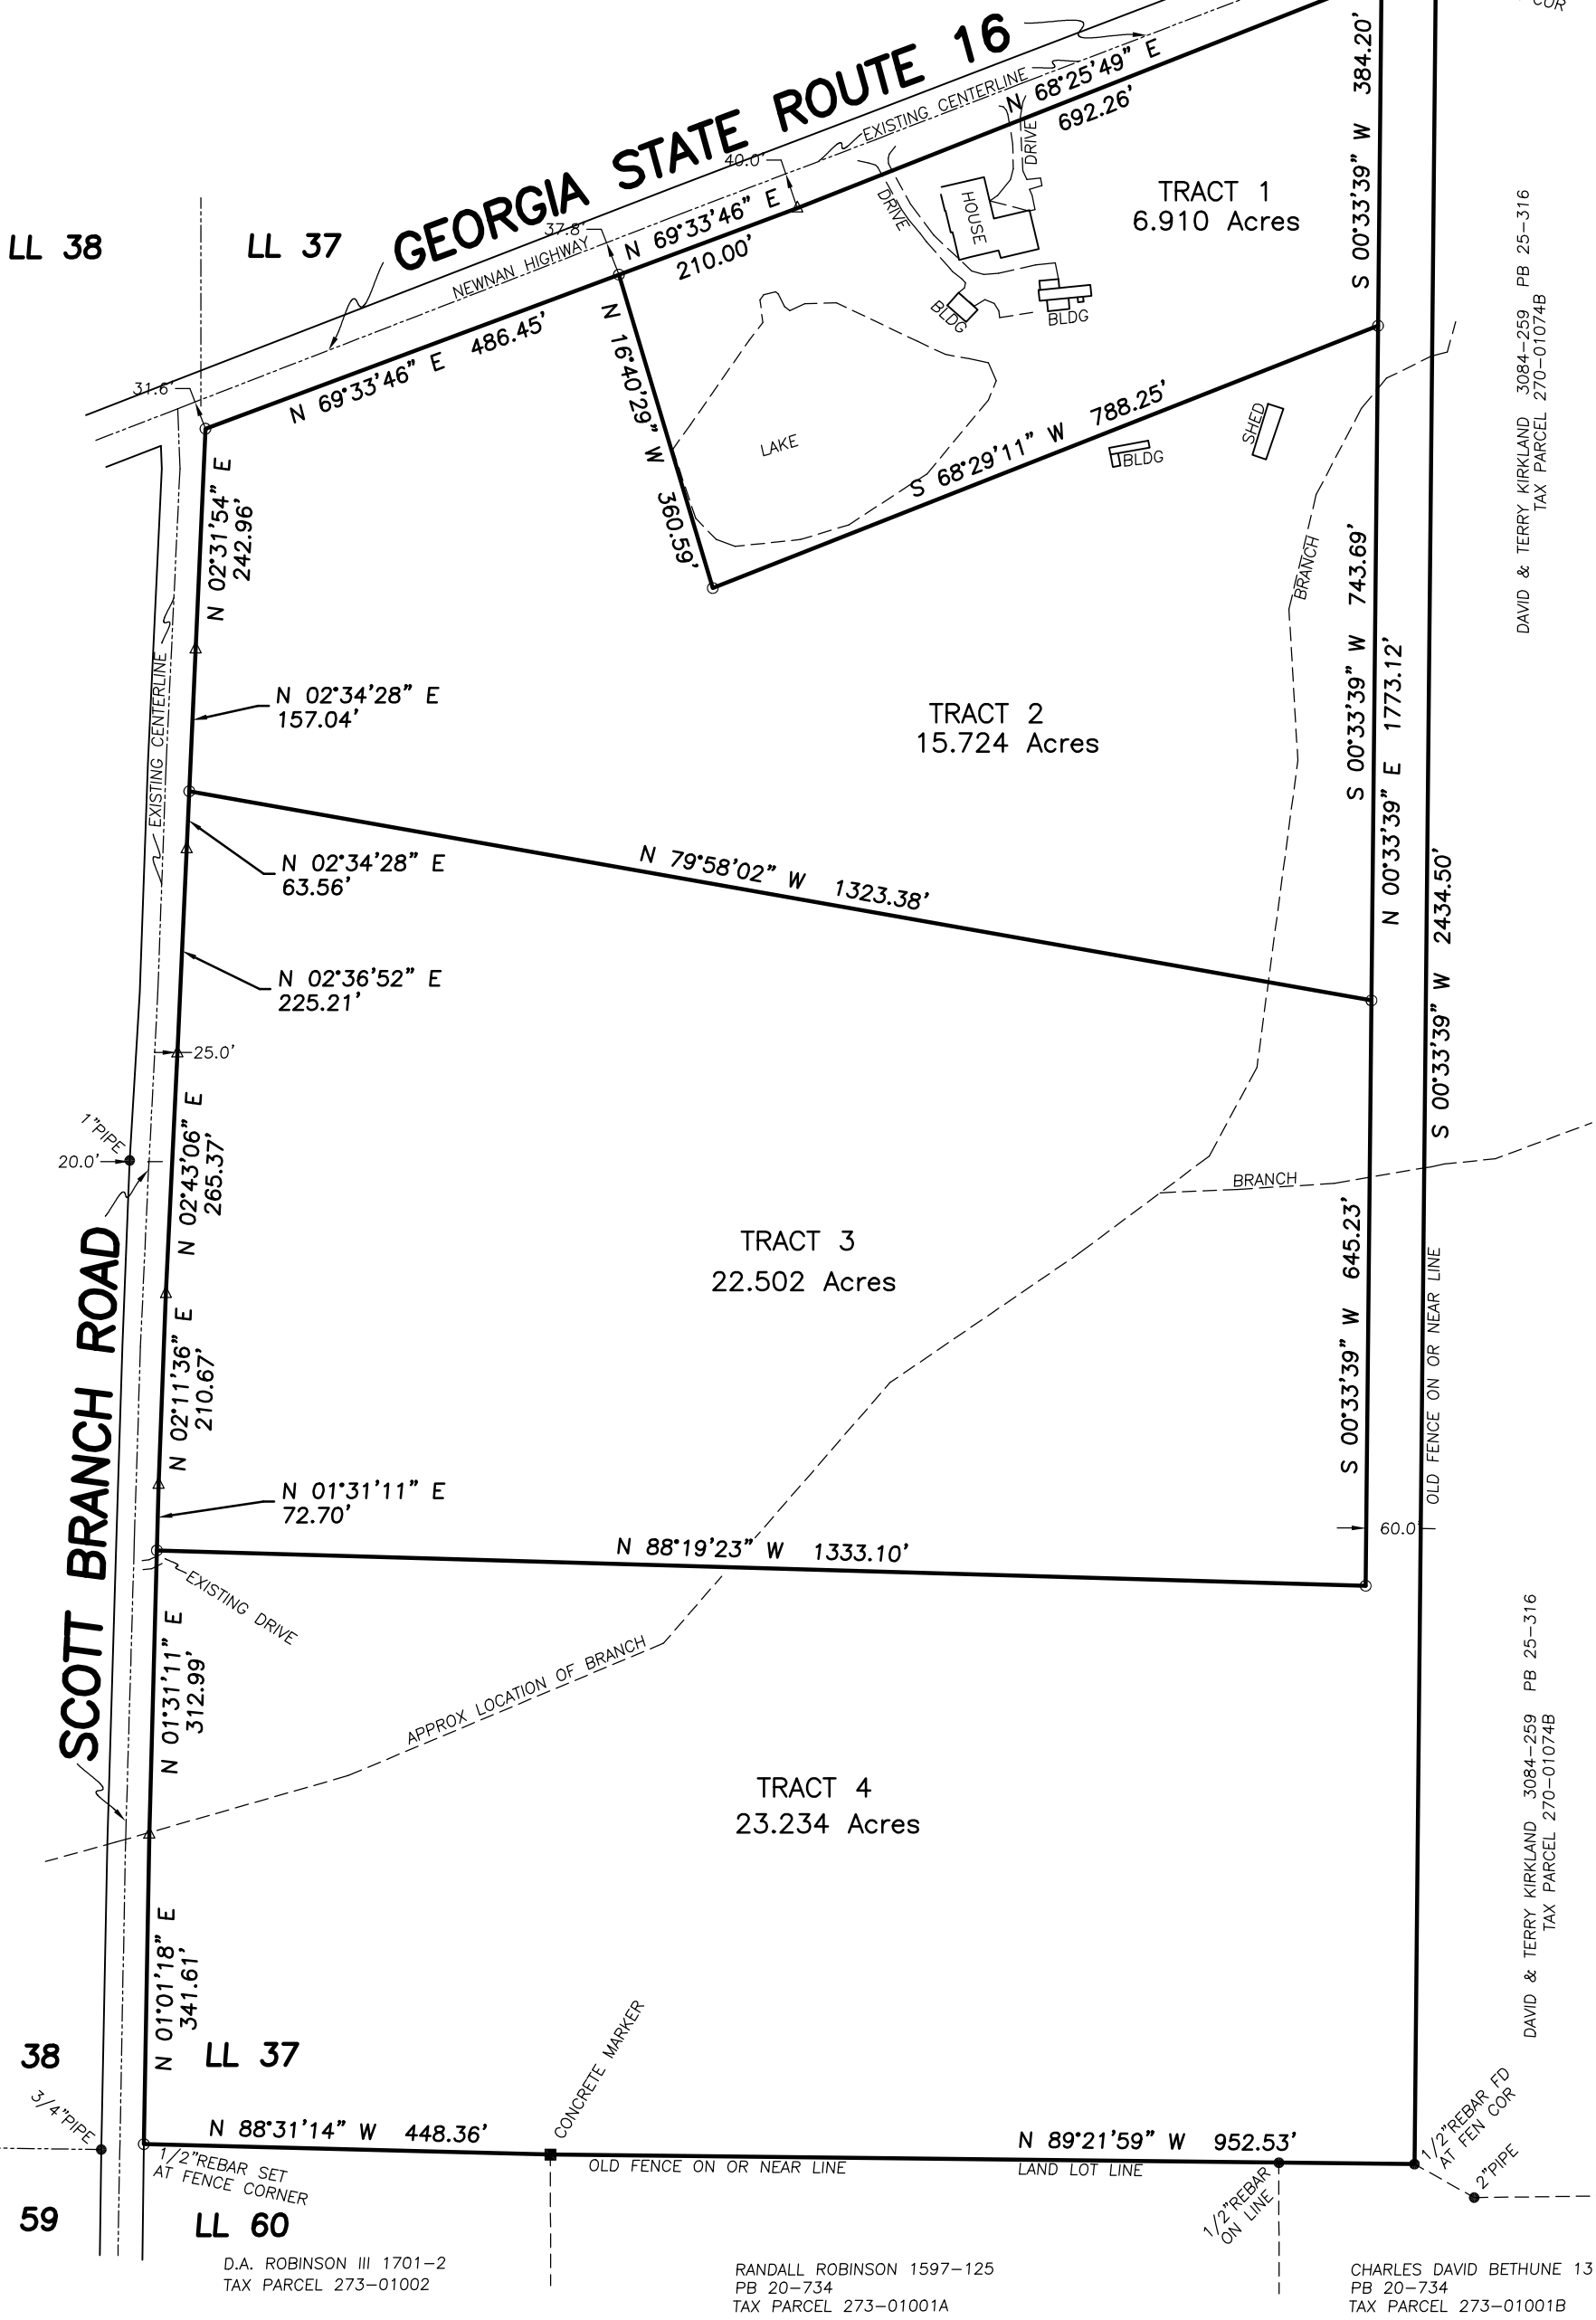 COR
GEORGIA STATE ROUTE 16
EXISTING CENTERLINE
N 68°25'49" E
692.26'
S 00°33'39" W 384.20'
DRIVE
DRIVE
HOUSE
TRACT 1
6.910 Acres
LL 38
LL 37
40.0'
37.8'
NEWNAN HIGHWAY
N 69°33'46" E
210.00'
BLDG
BLDG
DAVID & TERRY KIRKLAND 3084-259 PB 25-316
TAX PARCEL 270-01074B
31.6'
N 69°33'46" E 486.45'
N 16°40'29" W 360.59'
LAKE
S 68°29'11" W 788.25'
BLDG
SHED
BRANCH
N 02°31'54" E
242.96'
S 00°33'39" W 743.69'
N 00°33'39" E 1773.12'
EXISTING CENTERLINE
N 02°34'28" E
157.04'
TRACT 2
15.724 Acres
N 02°34'28" E
63.56'
N 79°58'02" W 1323.38'
S 00°33'39" W 2434.50'
N 02°36'52" E
225.21'
25.0'
1"PIPE
20.0'
N 02°43'06" E
265.37'
BRANCH
TRACT 3
22.502 Acres
S 00°33'39" W 645.23'
OLD FENCE ON OR NEAR LINE
SCOTT BRANCH ROAD
N 02°11'36" E
210.67'
N 01°31'11" E
72.70'
60.0'
N 88°19'23" W 1333.10'
EXISTING DRIVE
N 01°31'11" E
312.99'
APPROX LOCATION OF BRANCH
TRACT 4
23.234 Acres
DAVID & TERRY KIRKLAND 3084-259 PB 25-316
TAX PARCEL 270-01074B
N 01°01'18" E
341.61'
38
LL 37
3/4"PIPE
CONCRETE MARKER
N 88°31'14" W 448.36'
N 89°21'59" W 952.53'
1/2"REBAR SET
AT FENCE CORNER
OLD FENCE ON OR NEAR LINE
LAND LOT LINE
1/2"REBAR
ON LINE
1/2"REBAR FD
AT FEN COR
2"PIPE
59
LL 60
D.A. ROBINSON III 1701-2
TAX PARCEL 273-01002
RANDALL ROBINSON 1597-125
PB 20-734
TAX PARCEL 273-01001A
CHARLES DAVID BETHUNE 13
PB 20-734
TAX PARCEL 273-01001B